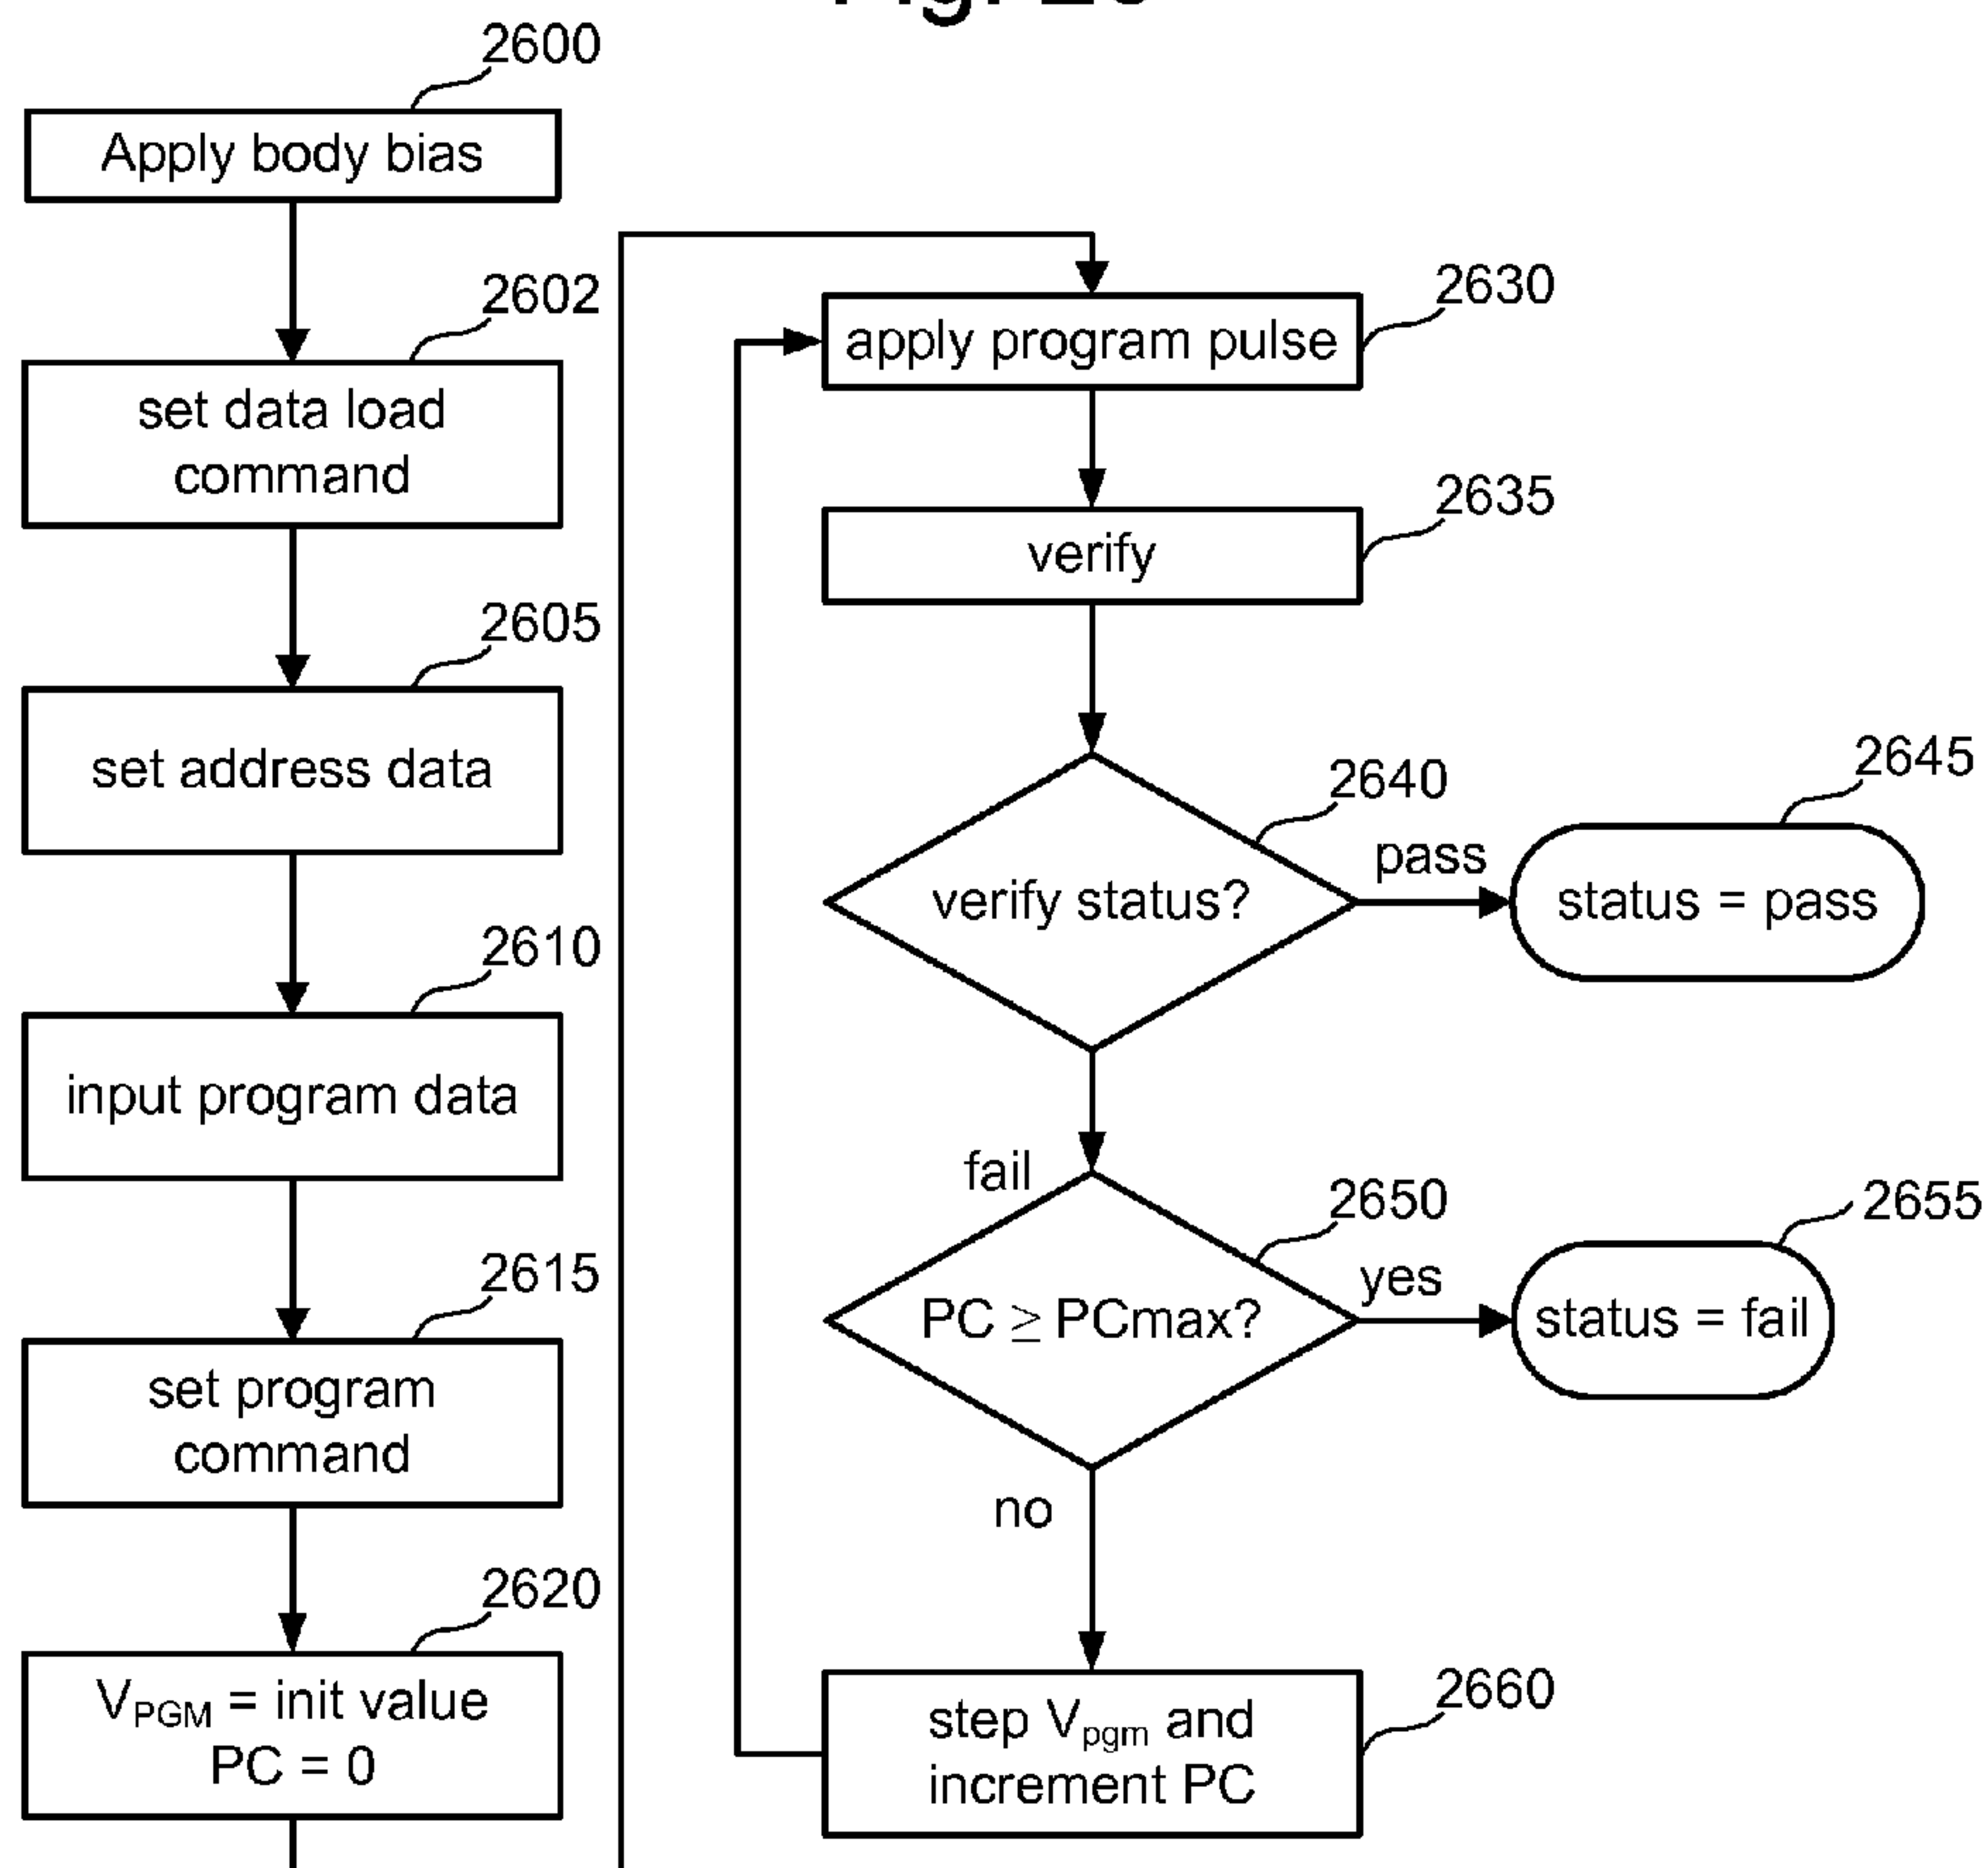 2600
Apply body bias
2602
set data load
command
2605
set address data
2610
input program data
2615
set program
command
2620
V_PGM = init value
PC = 0
2630
apply program pulse
2635
verify
2640
verify status?
pass
2645
status = pass
fail
2650
PC ≥ PCmax?
yes
2655
status = fail
no
2660
step V_pgm and
increment PC